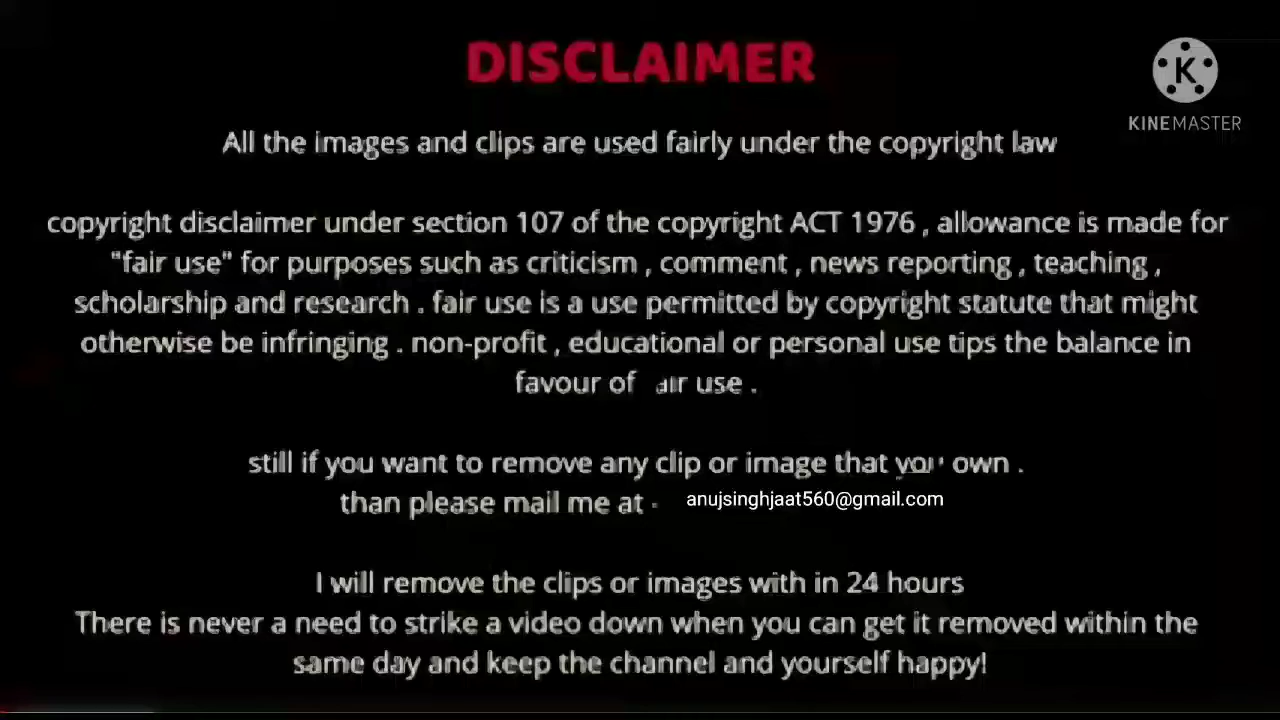 DISCLAIMER
K
KINEMASTER
All the images and clips are used fairly under the copyright law
copyright disclaimer under section 107 of the copyright ACT 1976 , allowance is made for
"fair use" for purposes such as criticism , comment , news reporting , teaching ,
scholarship and research . fair use is a use permitted by copyright statute that might
otherwise be infringing . non-profit , educational or personal use tips the balance in
favour of air use .
still if you want to remove any clip or image that own .
than please mail me at - anujsinghjaat560@gmail.com
I will remove the clips or images with in 24 hours
There is never a need to strike a video down when you can get it removed within the
same day and keep the channel and yourself happy!